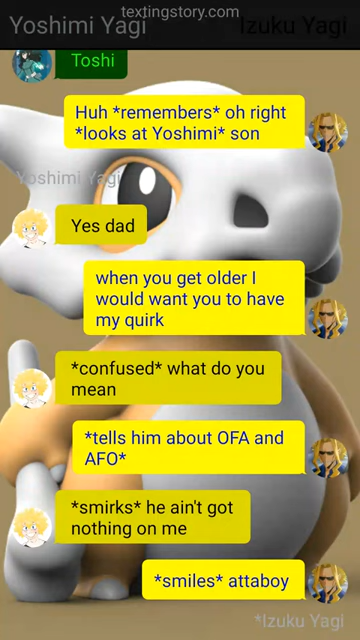 textingstory.com
Yoshimi Yagi
Izuku Yagi
Toshi
Huh *remembers* oh right
*looks at Yoshimi* son
Yoshimi Yagi
Yes dad
when you get older I
would want you to have
my quirk
*confused* what do you
mean
*tells him about OFA and
AFO*
*smirks* he ain't got
nothing on me
*smiles* attaboy
*Izuku Yagi